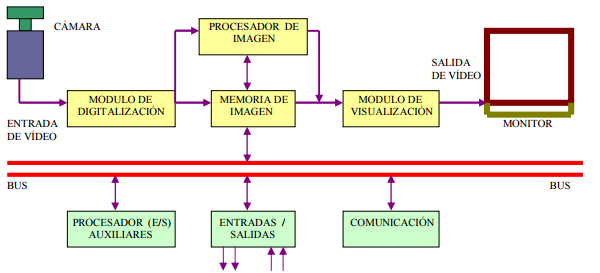 CÁMARA
PROCESADOR DE
IMAGEN
SALIDA
DE VÍDEO
MODULO DE
DIGITALIZACIÓN
MEMORIA DE
IMAGEN
MODULO DE
VISUALIZACIÓN
ENTRADA
DE VÍDEO
MONITOR
BUS
BUS
PROCESADOR (E/S)
AUXILIARES
ENTRADAS /
SALIDAS
COMUNICACIÓN